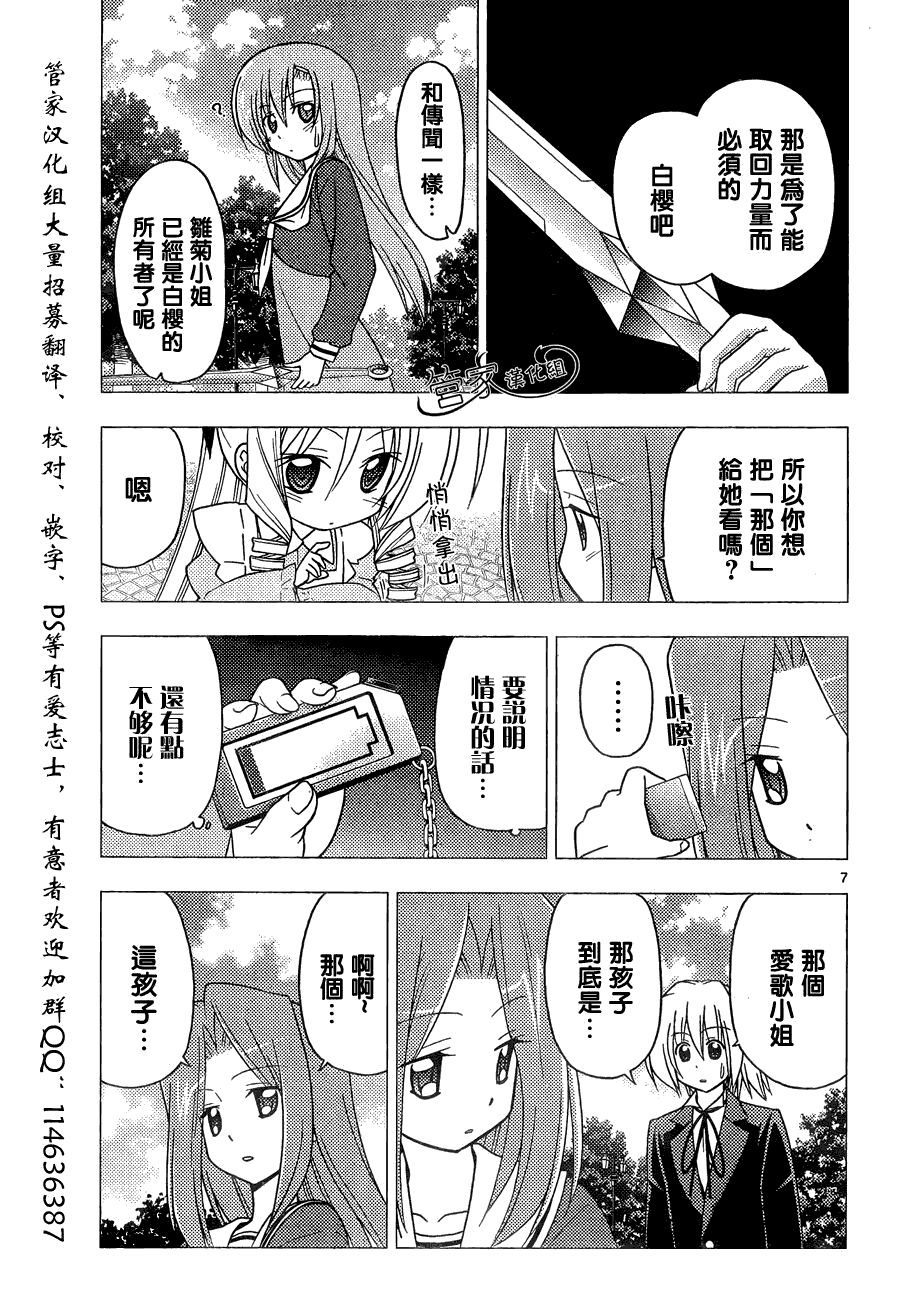 那是為了能
取回力量而
必須的
白櫻吧
和傳聞一樣…
雛菊小姐
已經是白櫻的
所有者了呢
管家
漢化組
所以你想
把「那個」
給她看嗎？
悄悄拿出
嗯
咔嚓
……
要說明
情况的話…
還有點
不够呢…
7
那個
愛歌小姐
那孩子
到底是…
啊啊~
那個…
這孩子…
管家汉化组大量招募翻译、校对、嵌字、PS等有爱志士，有意者欢迎加群QQ：114636387